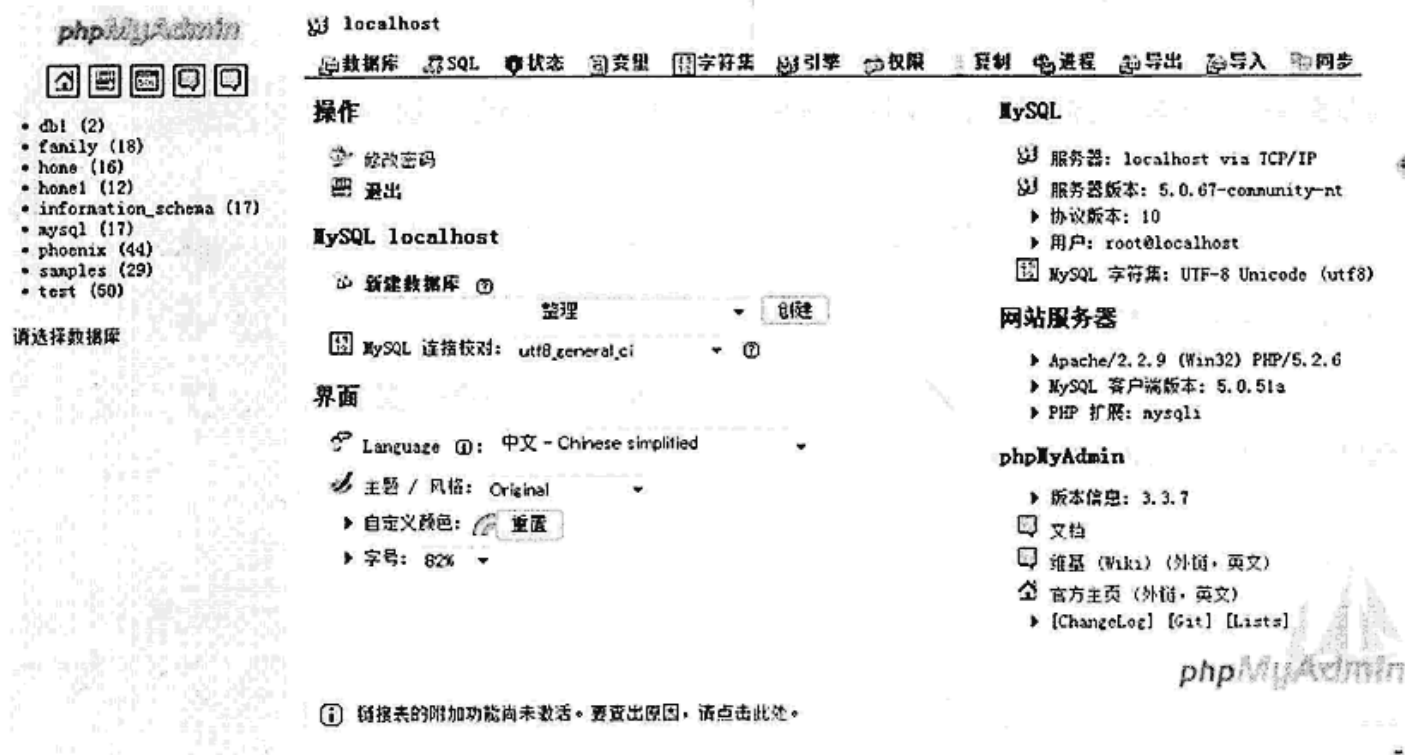 phpMyAdmin
db1 (2)
family (18)
home (16)
home1 (12)
information_schema (17)
mysql (17)
phoenix (44)
samples (29)
test (50)
请选择数据库
localhost
数据库 SQL 状态 变量 字符集 引擎 权限 复制 进程 导出 导入 同步
操作
修改密码
退出
MySQL localhost
新建数据库
整理 创建
MySQL 连接校对: utf8_general_ci
界面
Language: 中文 - Chinese simplified
主题 / 风格: Original
自定义颜色: 重置
字号: 82%
MySQL
服务器: localhost via TCP/IP
服务器版本: 5.0.67-community-nt
协议版本: 10
用户: root@localhost
MySQL 字符集: UTF-8 Unicode (utf8)
网站服务器
Apache/2.2.9 (Win32) PHP/5.2.6
MySQL 客户端版本: 5.0.51a
PHP 扩展: mysqli
phpMyAdmin
版本信息: 3.3.7
文档
维基 (Wiki) (外链，英文)
官方主页 (外链，英文)
[ChangeLog] [Git] [Lists]
phpMyAdmin
链接表的附加功能尚未激活。要查出原因，请点击此处。